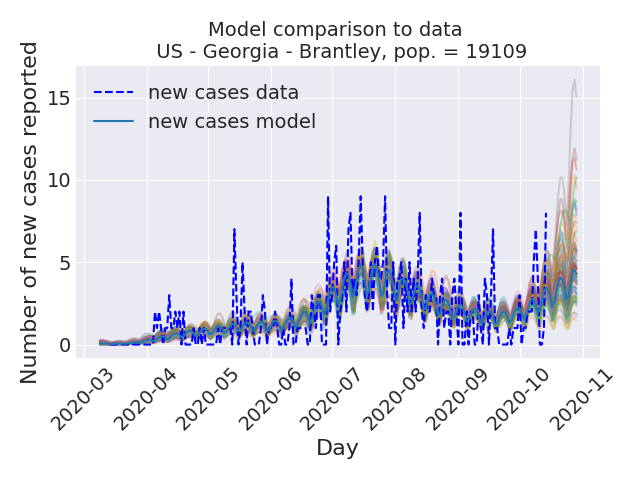 Model comparison to data
US - Georgia - Brantley, pop. = 19109
Number of new cases reported
15
10
5
0
new cases data
new cases model
2020-03
2020-04
2020-05
2020-06
2020-07
2020-08
2020-09
2020-10
2020-11
Day